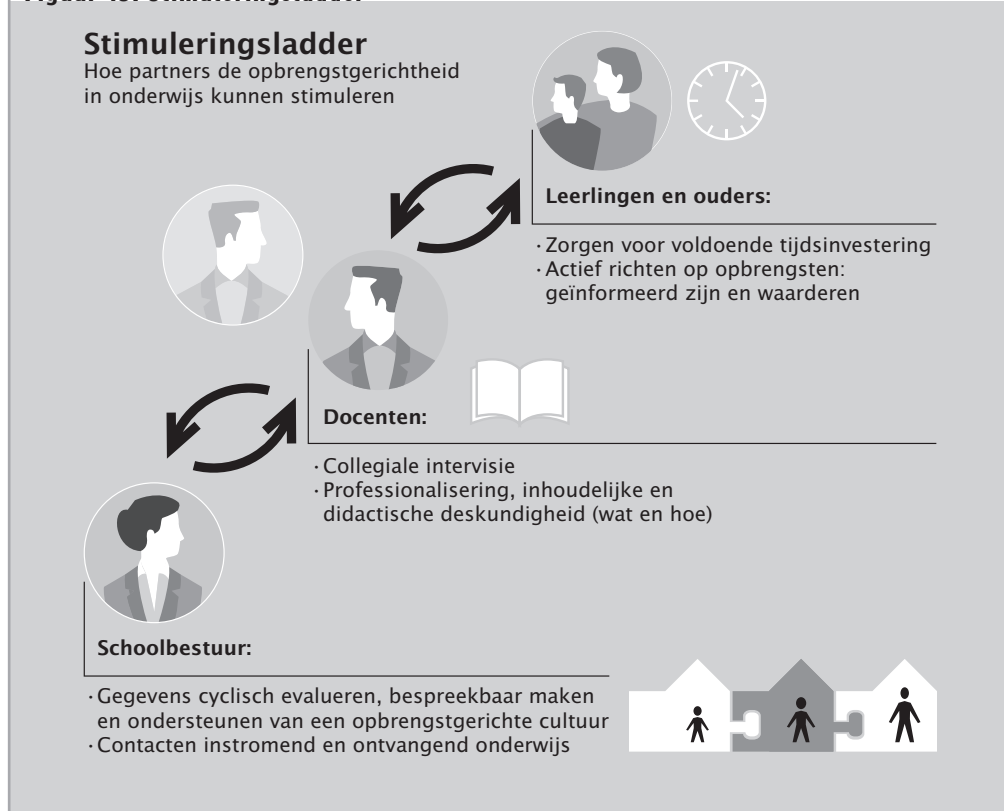 Stimuleringsladder
Hoe partners de opbrengstgerichtheid
in onderwijs kunnen stimuleren
Leerlingen en ouders:
· Zorgen voor voldoende tijdsinvestering
· Actief richten op opbrengsten:
geïnformeerd zijn en waarderen
Docenten:
· Collegiale intervisie
· Professionalisering, inhoudelijke en
didactische deskundigheid (wat en hoe)
Schoolbestuur:
· Gegevens cyclisch evalueren, bespreekbaar maken
en ondersteunen van een opbrengstgerichte cultuur
· Contacten instromend en ontvangend onderwijs